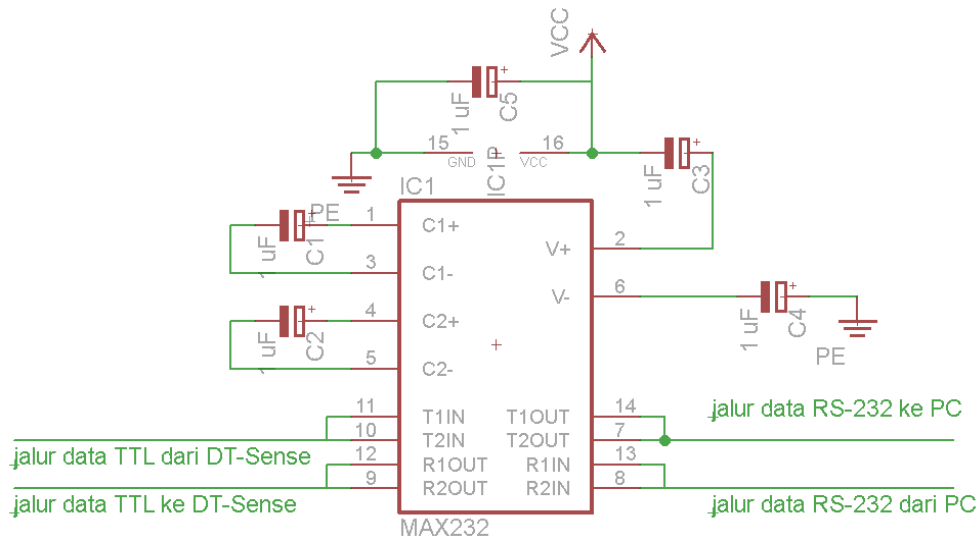 VCC
1 uF
C5
15
GND
IC1P
VCC
16
1 uF
C3
IC1
PE
1 uF
C1
1
C1+
3
C1-
V+
2
V-
6
1 uF
C4
PE
1 uF
C2
4
C2+
5
C2-
11
T1IN
T1OUT
14
jalur data RS-232 ke PC
10
T2IN
T2OUT
7
jalur data TTL dari DT-Sense
12
R1OUT
R1IN
13
9
R2OUT
R2IN
8
jalur data TTL ke DT-Sense
jalur data RS-232 dari PC
MAX232